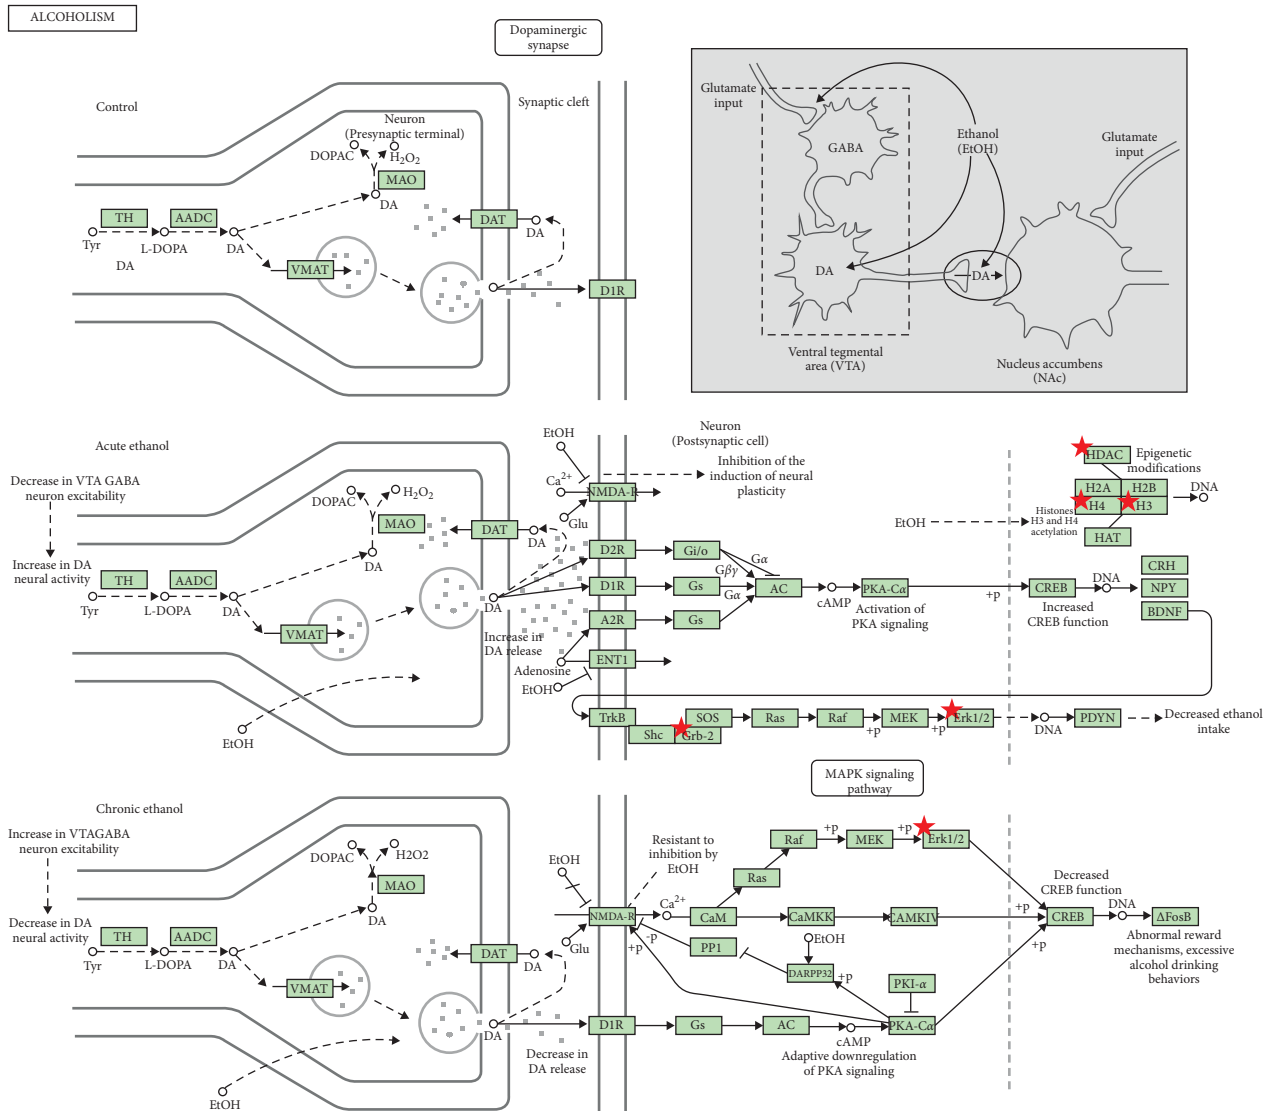 ALCOHOLISM
Dopaminergic
synapse
Control
Synaptic cleft
Neuron
(Presynaptic terminal)
DOPAC
H₂O₂
MAO
DA
TH
AADC
Tyr
L-DOPA
DA
DA
VMAT
DAT
DA
D1R
Glutamate
input
GABA
Ethanol
(EtOH)
Glutamate
input
DA
DA
Ventral tegmental
area (VTA)
Nucleus accumbens
(NAc)
Acute ethanol
Decrease in VTA GABA
neuron excitability
Increase in DA
neural activity
DOPAC
H₂O₂
MAO
DA
TH
AADC
Tyr
L-DOPA
DA
VMAT
DAT
DA
DA
Increase in
DA release
EtOH
EtOH
Ca²⁺
NMDA-R
Glu
Neuron
(Postsynaptic cell)
Inhibition of the
induction of neural
plasticity
D2R
Gi/o
Gα
Gβγ
D1R
Gs
Gα
AC
cAMP
PKA-Cα
Activation of
PKA signaling
+p
A2R
Gs
ENT1
Adenosine
EtOH
CREB
Increased
CREB function
DNA
CRH
NPY
BDNF
EtOH
Histones
H3 and H4
acetylation
HDAC
Epigenetic
modifications
H2A
H2B
H4
H3
HAT
DNA
TrkB
Shc
SOS
Grb-2
Ras
Raf
+p
MEK
+p
Erk1/2
DNA
PDYN
Decreased ethanol
intake
MAPK signaling
pathway
Chronic ethanol
Increase in VTAGABA
neuron excitability
Decrease in DA
neural activity
DOPAC
H2O2
MAO
DA
TH
AADC
Tyr
L-DOPA
DA
VMAT
DAT
DA
DA
Decrease in
DA release
EtOH
EtOH
NMDA-R
Glu
+p
-p
Resistant to
inhibition by
EtOH
Ca²⁺
CaM
Ras
Raf
+p
MEK
+p
Erk1/2
CaMKK
CAMKIV
+p
PP1
EtOH
DARPP32
+p
PKI-α
D1R
Gs
AC
cAMP
PKA-Cα
Adaptive downregulation
of PKA signaling
+p
Decreased
CREB function
CREB
DNA
ΔFosB
Abnormal reward
mechanisms, excessive
alcohol drinking
behaviors